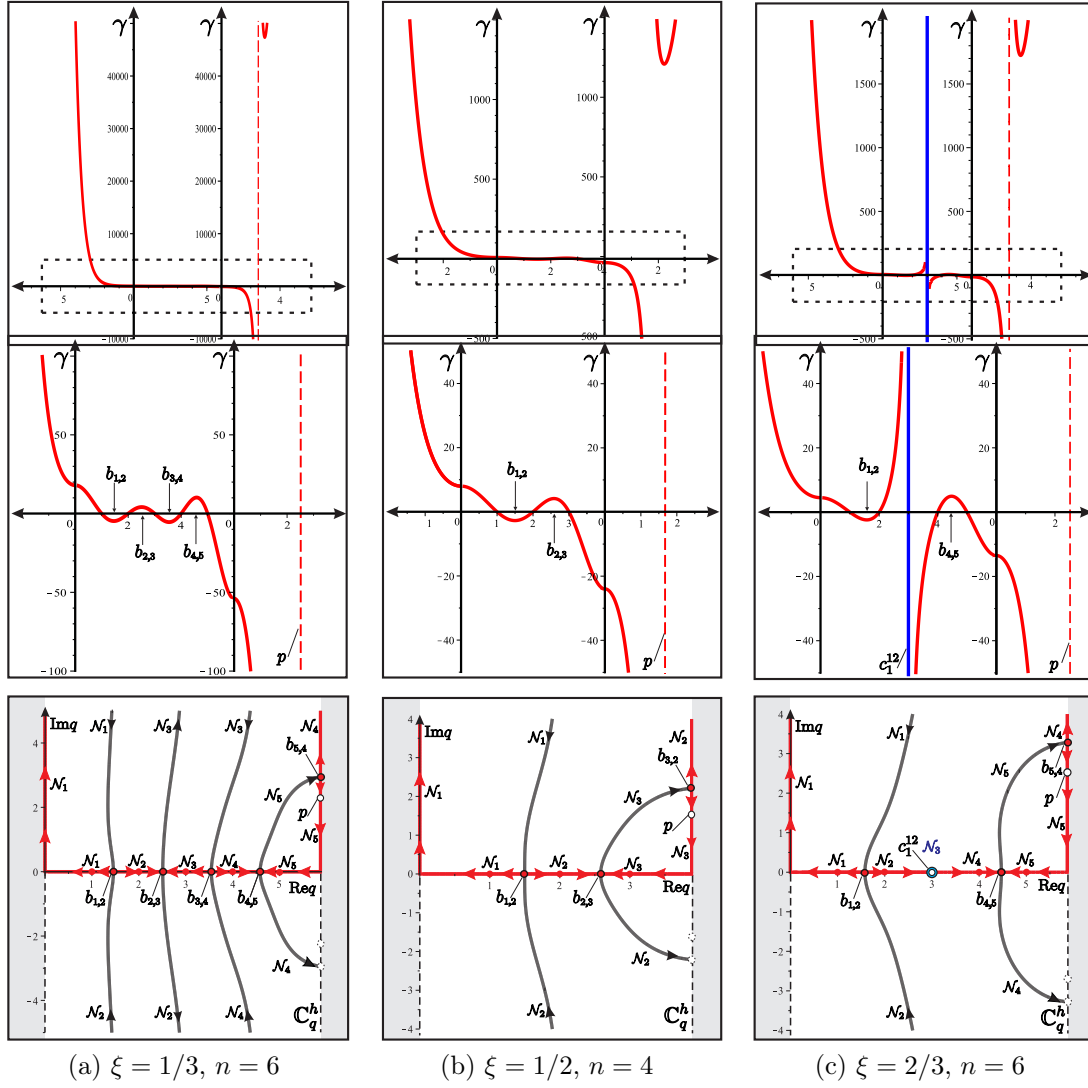 γ γ γ γ γ γ
40000 40000
30000 30000
20000 20000
10000 10000
5 0 5 0 4
-10000 -10000
1000 1000
500 500
2 0 2 0 2
-500 -500
1500 1500
1000 1000
500 500
5 0 5 0 4
-500 -500
γ γ γ γ γ γ
50 50
b1,2 b3,4
0 2 4 0 2
b2,3 b4,5
-50 -50
p
-100 -100
40 40
20 20
b1,2
1 0 1 2 3 0 1 2
b2,3
-20 -20
-40 -40
p
40 40
20 20
b1,2
0 2 4 0 2
b4,5
-20 -20
-40 -40
c₁¹² p
Imq N1 N3 N3 N4
4
b5,4
N1 N5
2 p
N5
N1 N2 N3 N4 N5
0 1 2 3 4 5 Req
b1,2 b2,3 b3,4 b4,5
-2
N4
-4
N2 N2 N4 ℂqʰ
4
Imq N1 N2
3
b3,2
2
N1 N3
p
1
N3
N1 N2 N3
0 1 2 3 Req
b1,2 b2,3
-1
-2 N2
-3 N2
-4 ℂqʰ
4
Imq N1 N4
3
N5 b5,4
N1
2 p
1 N5
c₁¹² N3
N1 N2 N4 N5
0 1 2 3 4 5 Req
b1,2 b4,5
-1
-2
-3 N4
N2
-4 ℂqʰ
(a) ξ = 1/3, n = 6 (b) ξ = 1/2, n = 4 (c) ξ = 2/3, n = 6